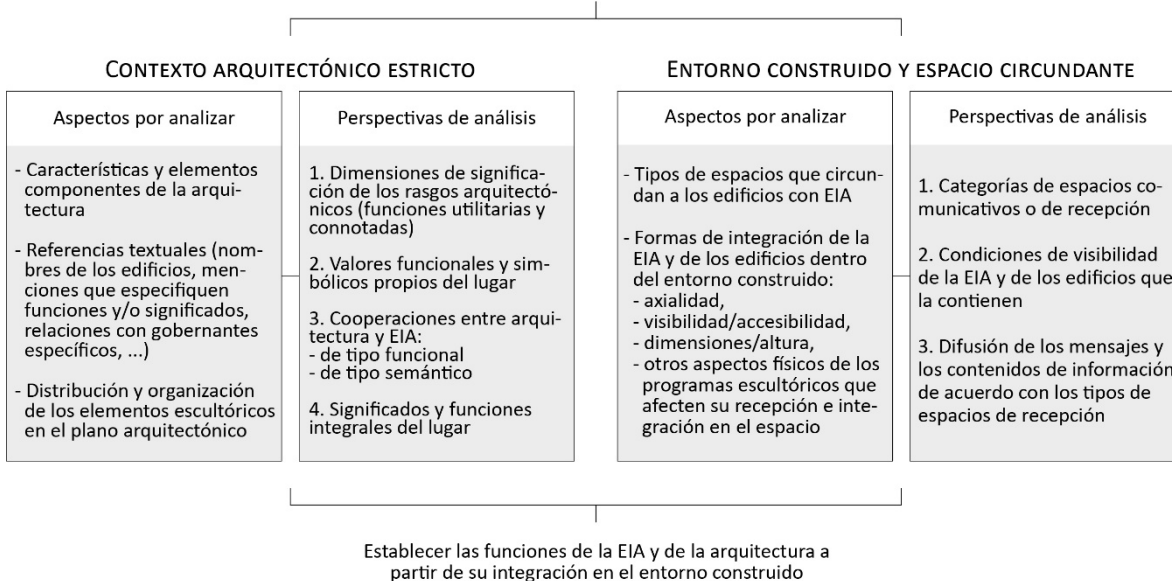 CONTEXTO ARQUITECTÓNICO ESTRICTO
Aspectos por analizar
- Características y elementos
componentes de la arqui-
tectura
- Referencias textuales (nom-
bres de los edificios, men-
ciones que especifiquen
funciones y/o significados,
relaciones con gobernantes
específicos, ...)
- Distribución y organización
de los elementos escultóricos
en el plano arquitectónico
Perspectivas de análisis
1. Dimensiones de significa-
ción de los rasgos arquitectó-
nicos (funciones utilitarias y
connotadas)
2. Valores funcionales y sim-
bólicos propios del lugar
3. Cooperaciones entre arqui-
tectura y EIA:
- de tipo funcional
- de tipo semántico
4. Significados y funciones
integrales del lugar
ENTORNO CONSTRUIDO Y ESPACIO CIRCUNDANTE
Aspectos por analizar
- Tipos de espacios que circun-
dan a los edificios con EIA
- Formas de integración de la
EIA y de los edificios dentro
del entorno construido:
- axialidad,
- visibilidad/accesibilidad,
- dimensiones/altura,
- otros aspectos físicos de los
programas escultóricos que
afecten su recepción e inte-
gración en el espacio
Perspectivas de análisis
1. Categorías de espacios co-
municativos o de recepción
2. Condiciones de visibilidad
de la EIA y de los edificios que
la contienen
3. Difusión de los mensajes y
los contenidos de información
de acuerdo con los tipos de
espacios de recepción
Establecer las funciones de la EIA y de la arquitectura a
partir de su integración en el entorno construido